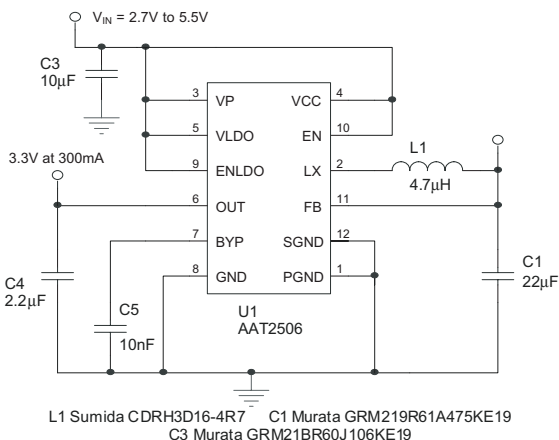 V_IN = 2.7V to 5.5V
C3
10μF
3 VP VCC 4
5 VLDO EN 10
L1
3.3V at 300mA
9 ENLDO LX 2
4.7μH
6 OUT FB 11
7 BYP SGND 12
C1
22μF
8 GND PGND 1
C4
2.2μF
C5
10nF
U1
AAT2506
L1 Sumida CDRH3D16-4R7 C1 Murata GRM219R61A475KE19
C3 Murata GRM21BR60J106KE19